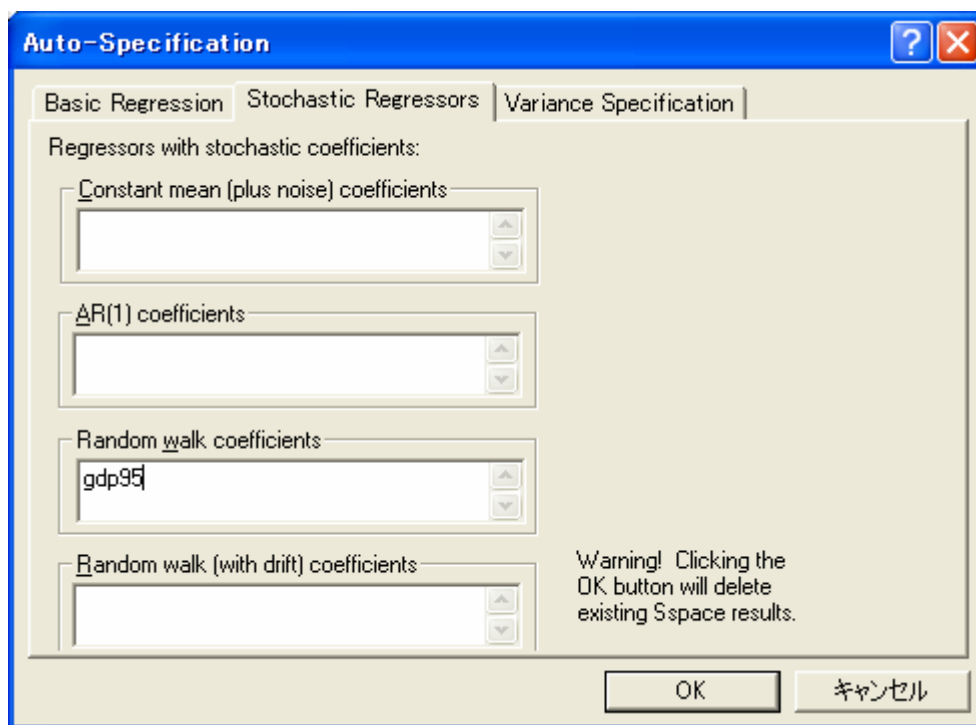 Auto-Specification
Basic Regression
Stochastic Regressors
Variance Specification
Regressors with stochastic coefficients:
Constant mean (plus noise) coefficients
AR(1) coefficients
Random walk coefficients
gdp95
Random walk (with drift) coefficients
Warning! Clicking the
OK button will delete
existing Sspace results.
OK
キャンセル